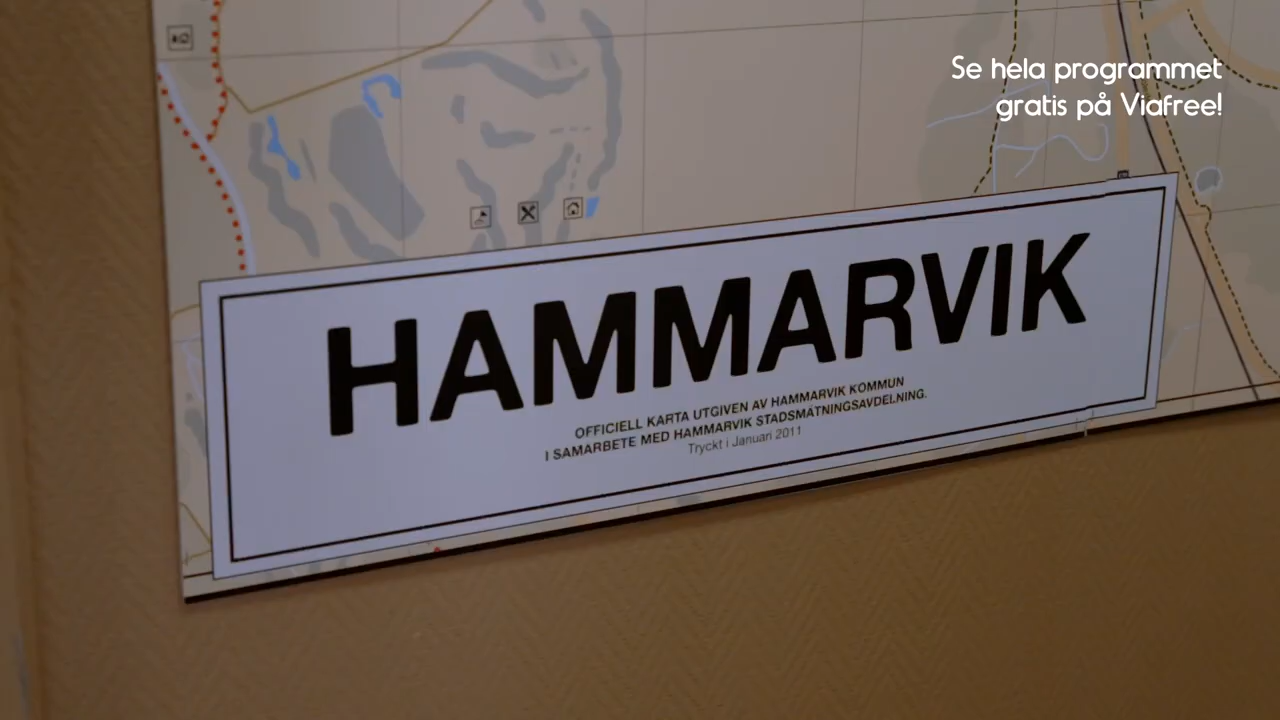 Se hela programmet
gratis på Viafree!
HAMMARVIK
OFFICIELL KARTA UTGIVEN AV HAMMARVIK KOMMUN
I SAMARBETE MED HAMMARVIK STADSMÄTNINGSAVDELNING.
Tryckt i Januari 2011